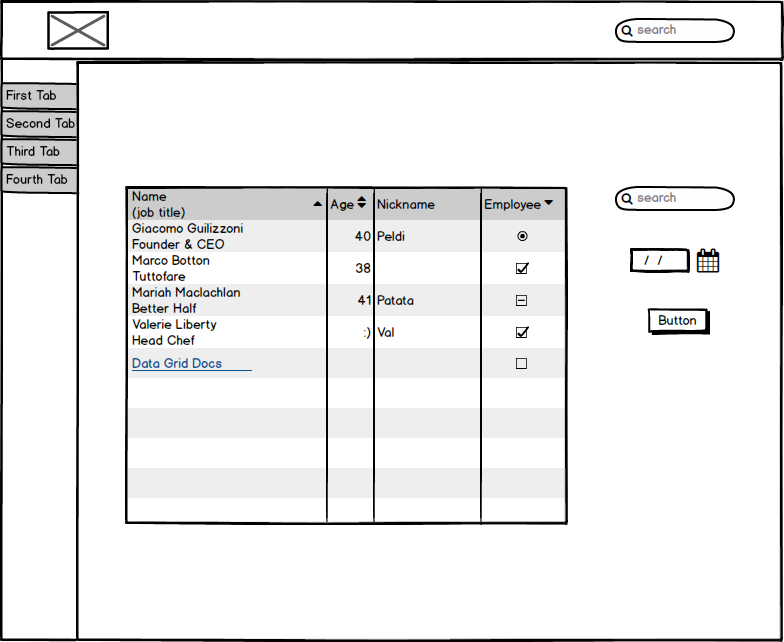 search
First Tab
Second Tab
Third Tab
Fourth Tab
Name
(job title)
Age
Nickname
Employee
Giacomo Guilizzoni
Founder & CEO
40
Peldi
Marco Botton
Tuttofare
38
Mariah Maclachlan
Better Half
41
Patata
Valerie Liberty
Head Chef
:)
Val
Data Grid Docs
search
/ /
Button